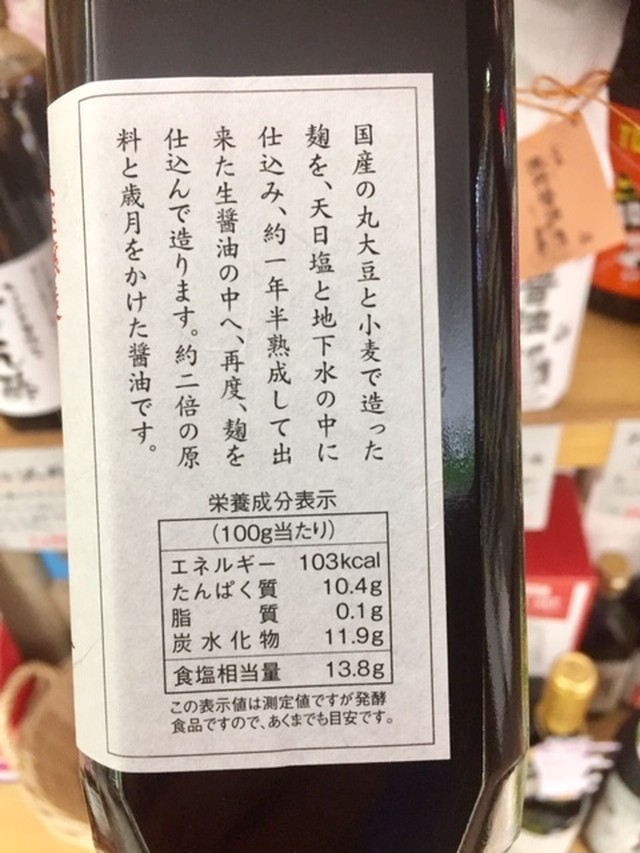 国産の丸大豆と小麦で造った
麹を、天日塩と地下水の中に
仕込み、約一年半熟成して出
来た生醤油の中へ、再度、麹を
仕込んで造ります。約二倍の原
料と歳月をかけた醤油です。
栄養成分表示
(100g当たり)
エネルギー 103kcal
たんぱく質 10.4g
脂質 0.1g
炭水化物 11.9g
食塩相当量 13.8g
この表示値は測定値ですが発酵
食品ですので、あくまでも目安です。